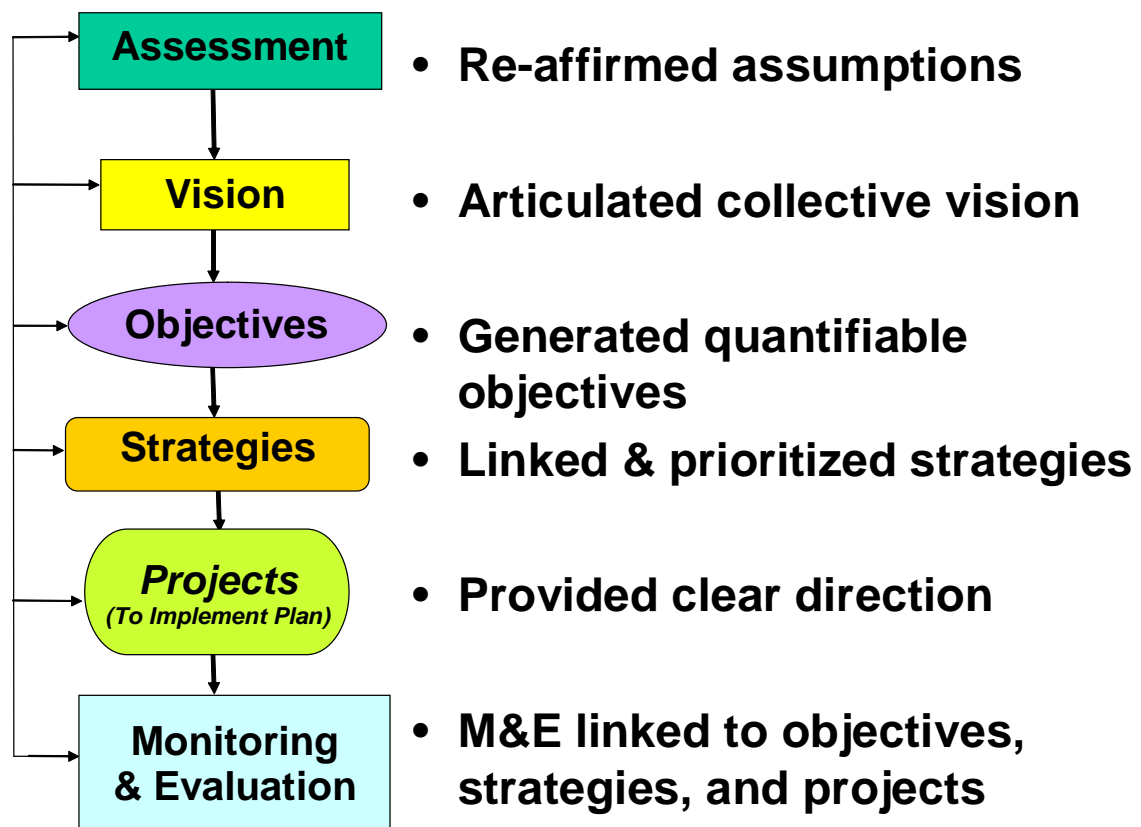 Assessment
• Re-affirmed assumptions
Vision
• Articulated collective vision
Objectives
• Generated quantifiable
objectives
Strategies
• Linked & prioritized strategies
Projects
(To Implement Plan)
• Provided clear direction
Monitoring
& Evaluation
• M&E linked to objectives,
strategies, and projects